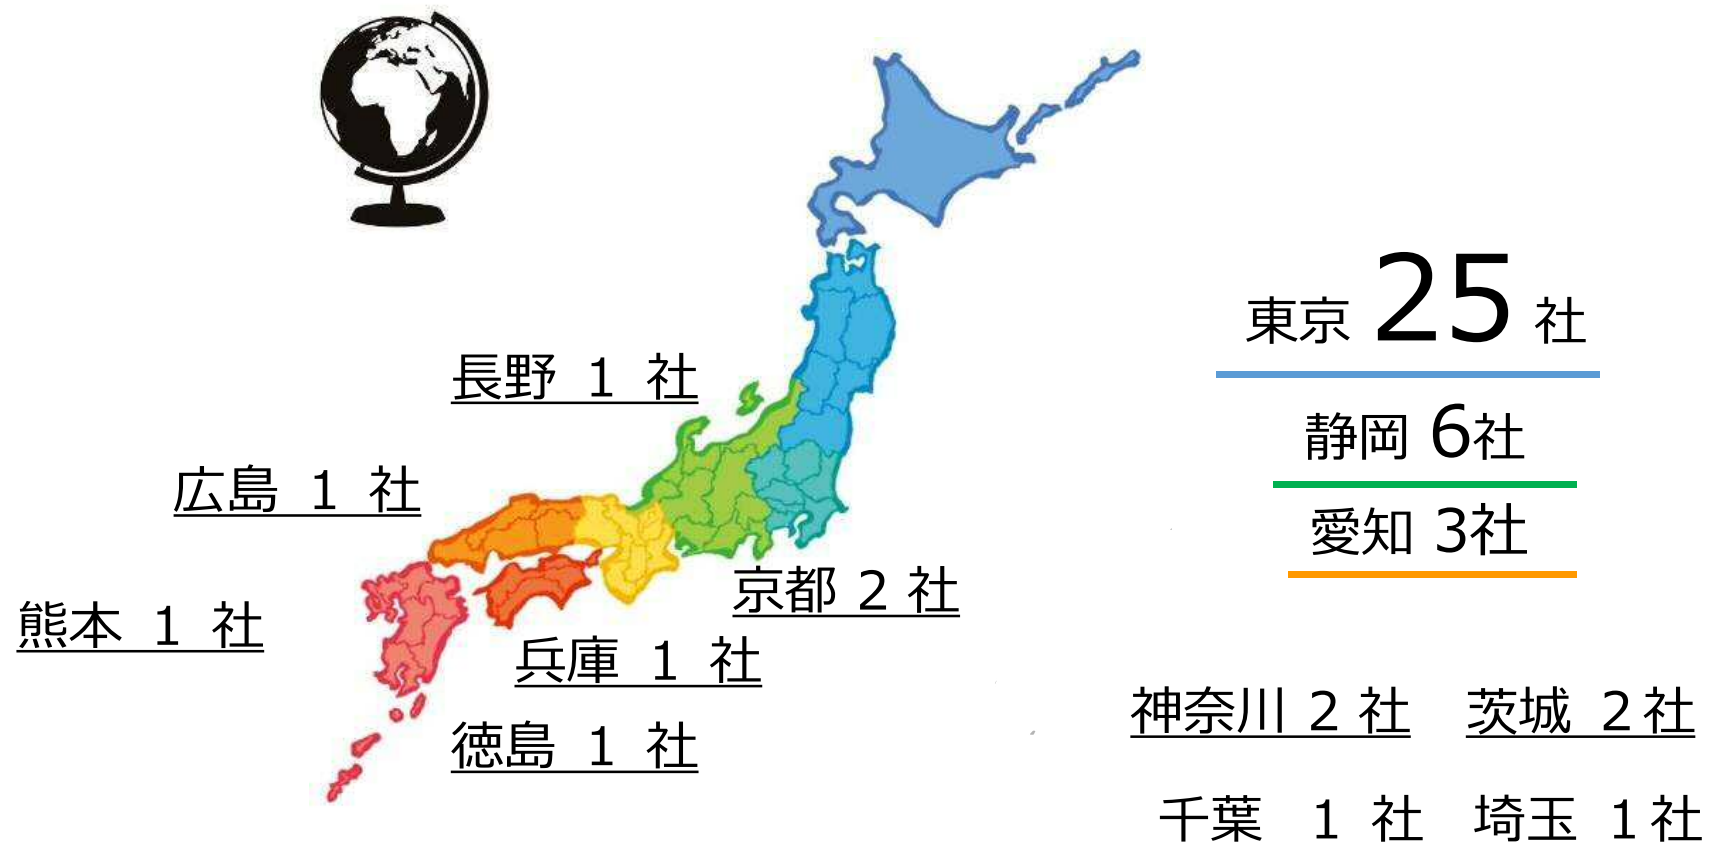 東京 25 社
長野 1 社
静岡 6社
広島 1 社
愛知 3社
京都 2 社
熊本 1 社
兵庫 1 社
神奈川 2 社 茨城 2社
徳島 1 社
千葉 1 社 埼玉 1社